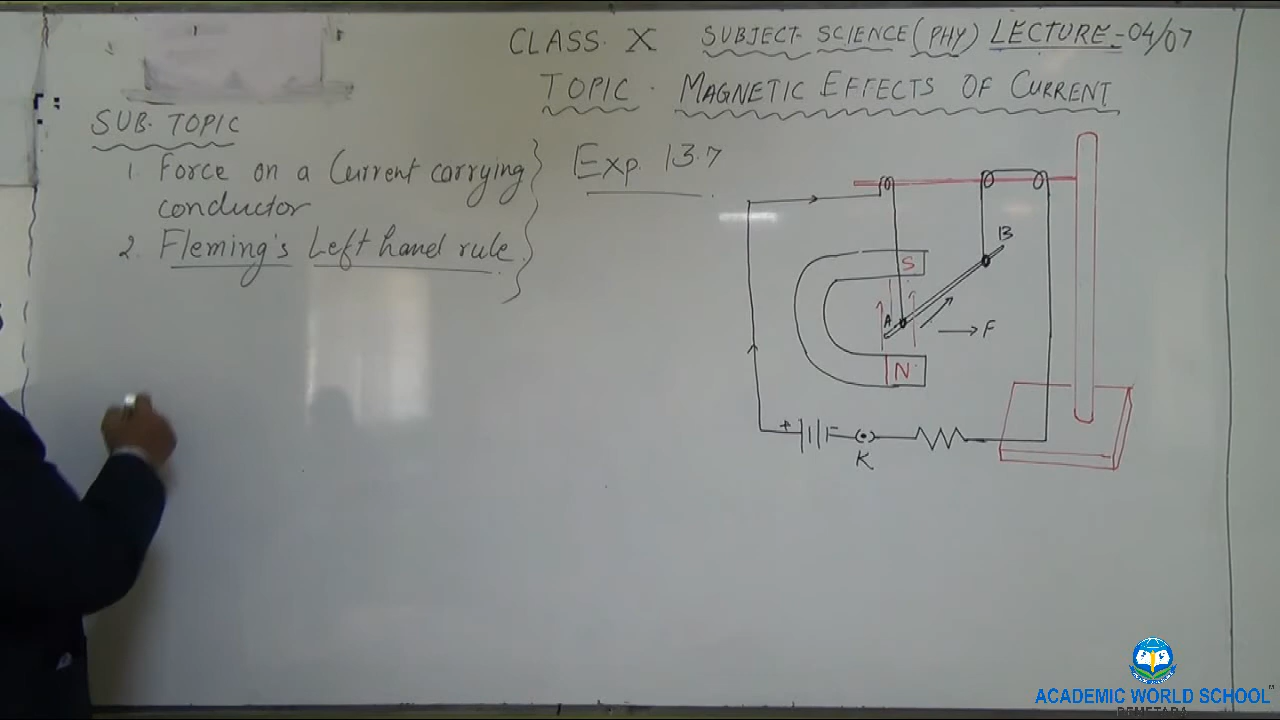 CLASS. X SUBJECT. SCIENCE (PHY) LECTURE - 04/07
TOPIC. MAGNETIC EFFECTS OF CURRENT
SUB. TOPIC
1. Force on a Current carrying
conductor
2. Fleming's Left hand rule.
Exp. 13.7
B
S
A
F
N
+
K
ACADEMIC WORLD SCHOOL
BEMETARA